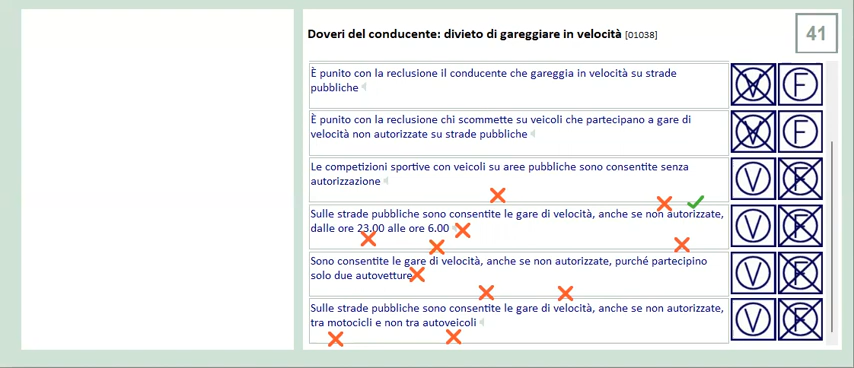 Doveri del conducente: divieto di gareggiare in velocità [01038]
41
È punito con la reclusione il conducente che gareggia in velocità su strade
pubbliche
V F
È punito con la reclusione chi scommette su veicoli che partecipano a gare di
velocità non autorizzate su strade pubbliche
V F
Le competizioni sportive con veicoli su aree pubbliche sono consentite senza
autorizzazione
V F
Sulle strade pubbliche sono consentite le gare di velocità, anche se non autorizzate,
dalle ore 23.00 alle ore 6.00
V F
Sono consentite le gare di velocità, anche se non autorizzate, purché partecipino
solo due autovetture
V F
Sulle strade pubbliche sono consentite le gare di velocità, anche se non autorizzate,
tra motocicli e non tra autoveicoli
V F